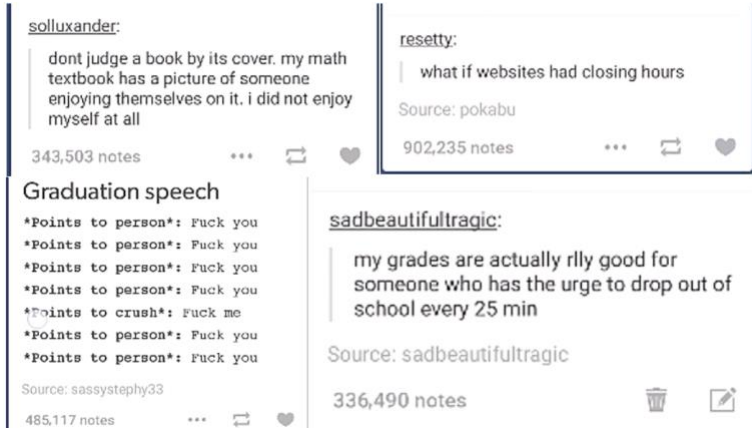 solluxander:
dont judge a book by its cover. my math
textbook has a picture of someone
enjoying themselves on it. i did not enjoy
myself at all
343,503 notes
resetty:
what if websites had closing hours
Source: pokabu
902,235 notes
Graduation speech
*Points to person*: Fuck you
*Points to person*: Fuck you
*Points to person*: Fuck you
*Points to person*: Fuck you
*Points to crush*: Fuck me
*Points to person*: Fuck you
*Points to person*: Fuck you
Source: sassystephy33
485,117 notes
sadbeautifultragic:
my grades are actually rlly good for
someone who has the urge to drop out of
school every 25 min
Source: sadbeautifultragic
336,490 notes